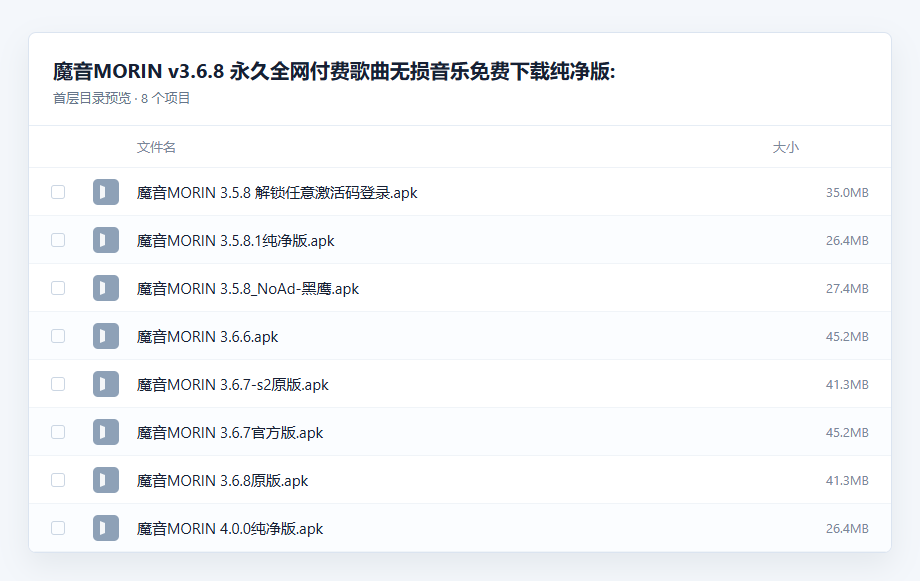 魔音MORIN v3.6.8 永久全网付费歌曲无损音乐免费下载纯净版:
首层目录预览 · 8 个项目
文件名 大小
魔音MORIN 3.5.8 解锁任意激活码登录.apk 35.0MB
魔音MORIN 3.5.8.1纯净版.apk 26.4MB
魔音MORIN 3.5.8_NoAd-黑鹰.apk 27.4MB
魔音MORIN 3.6.6.apk 45.2MB
魔音MORIN 3.6.7-s2原版.apk 41.3MB
魔音MORIN 3.6.7官方版.apk 45.2MB
魔音MORIN 3.6.8原版.apk 41.3MB
魔音MORIN 4.0.0纯净版.apk 26.4MB